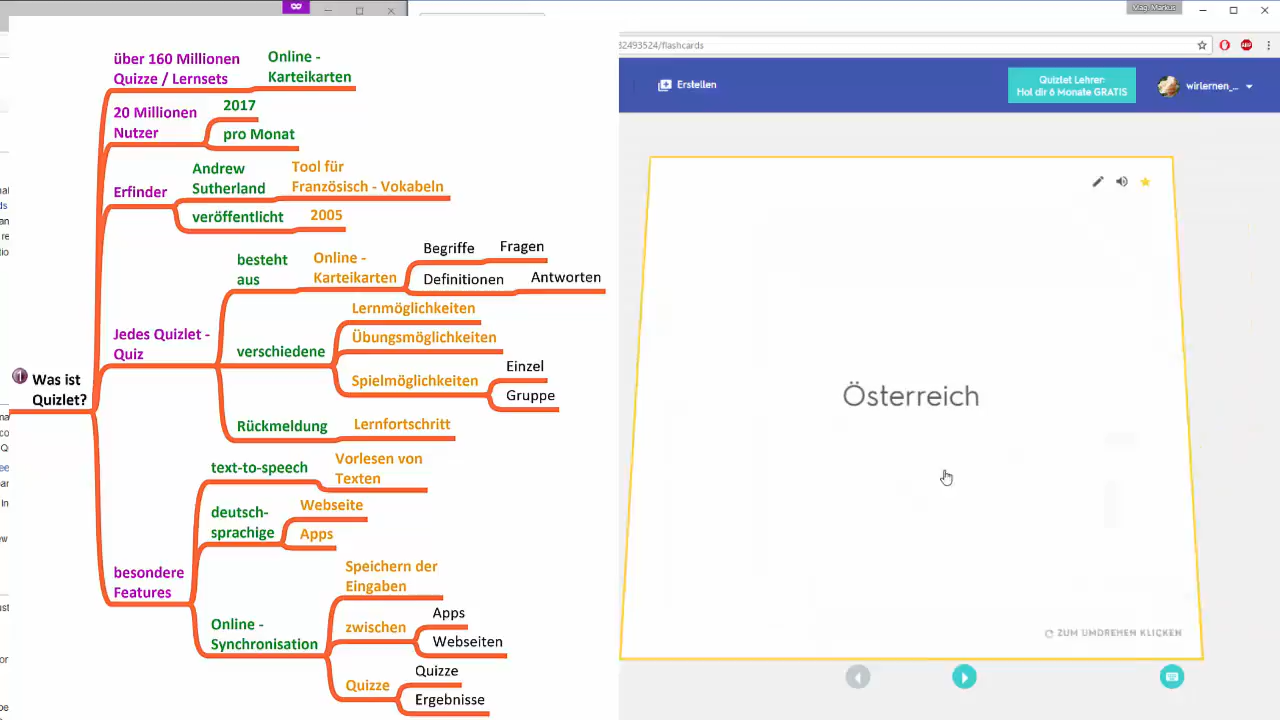 Mag. Markus
32493524/flashcards
über 160 Millionen
Quizze / Lernsets
Online -
Karteikarten
20 Millionen
Nutzer
2017
pro Monat
Erfinder
Andrew
Sutherland
Tool für
Französisch - Vokabeln
veröffentlicht
2005
Jedes Quizlet -
Quiz
besteht
aus
Online -
Karteikarten
Begriffe
Fragen
Definitionen
Antworten
verschiedene
Lernmöglichkeiten
Übungsmöglichkeiten
Spielmöglichkeiten
Einzel
Gruppe
Rückmeldung
Lernfortschritt
Was ist
Quizlet?
besondere
Features
text-to-speech
Vorlesen von
Texten
deutsch-
sprachige
Webseite
Apps
Online -
Synchronisation
Speichern der
Eingaben
zwischen
Apps
Webseiten
Quizze
Quizze
Ergebnisse
Erstellen
Quizlet Lehrer:
Hol dir 6 Monate GRATIS
wirlernen_...
Österreich
ZUM UMDREHEN KLICKEN